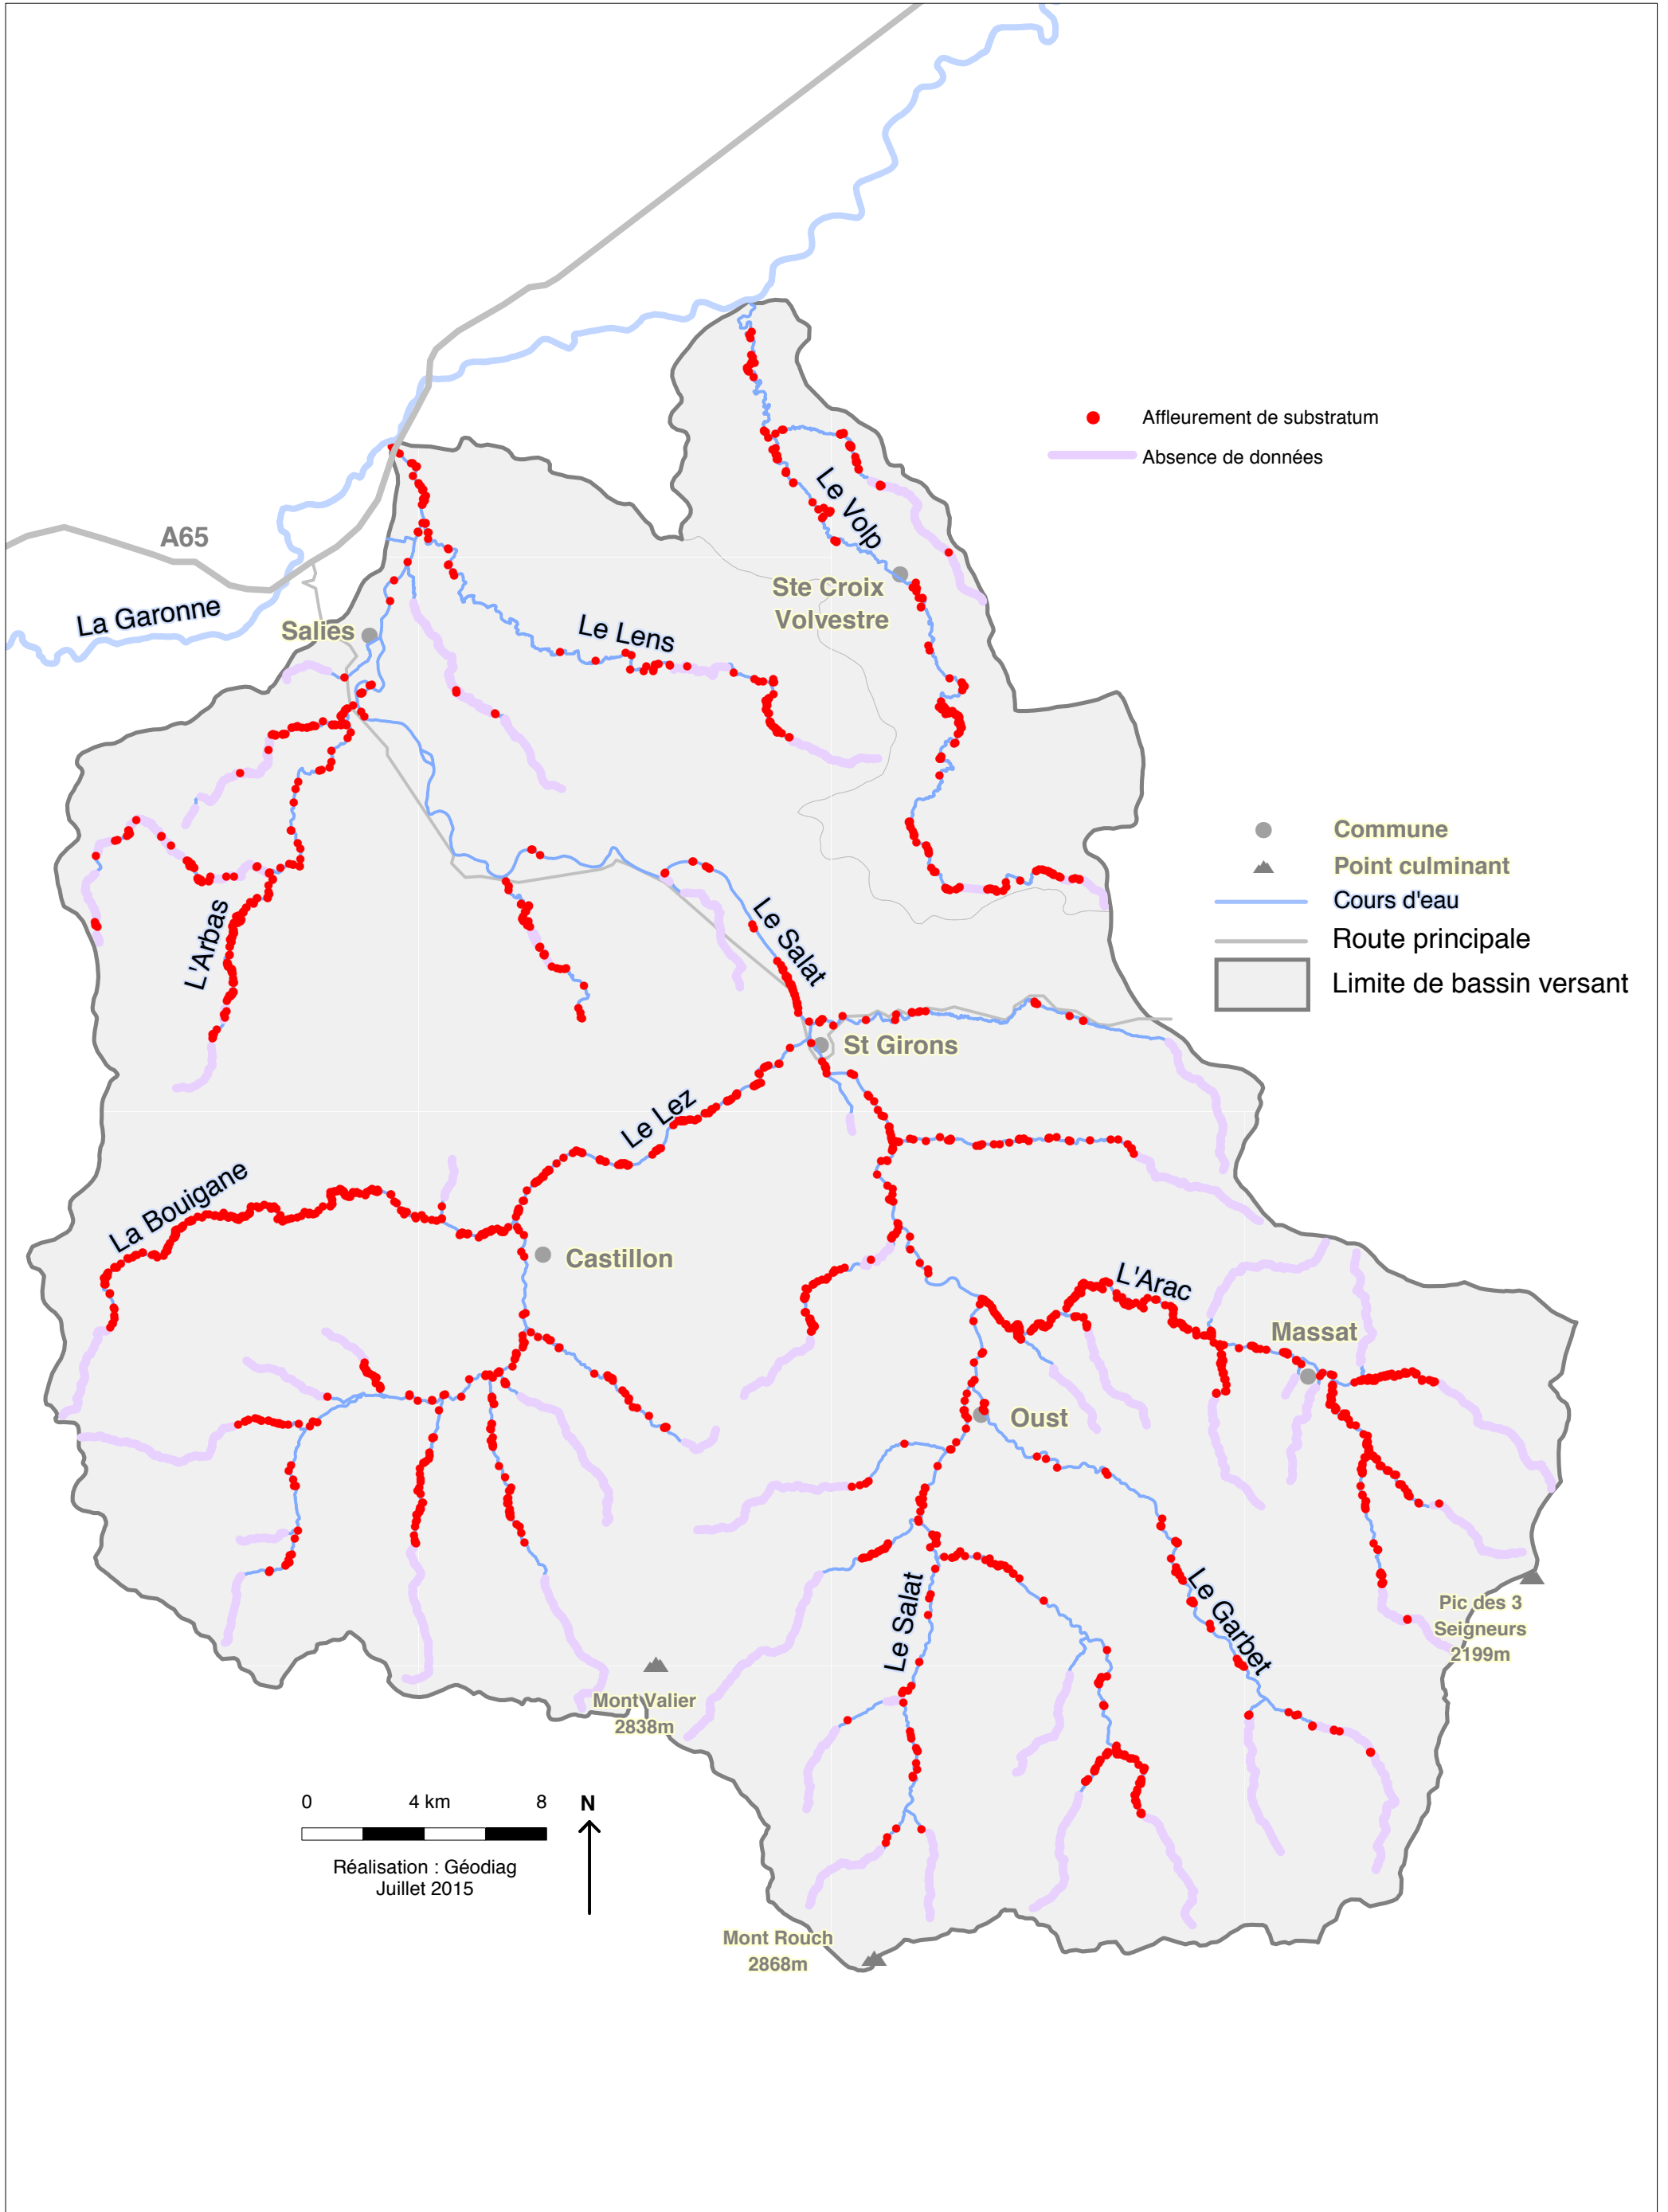 Affleurement de substratum
Absence de données
Le Volp
A65
Ste Croix
Volvestre
La Garonne
Salies
Le Lens
Commune
Point culminant
Cours d'eau
Route principale
Limite de bassin versant
L'Arbas
Le Salat
St Girons
Le Lez
La Bouigane
Castillon
L'Arac
Massat
Oust
Le Salat
Le Garbet
Pic des 3
Seigneurs
2199m
Mont Valier
2838m
0 4 km 8
N
Réalisation : Géodiag
Juillet 2015
Mont Rouch
2868m